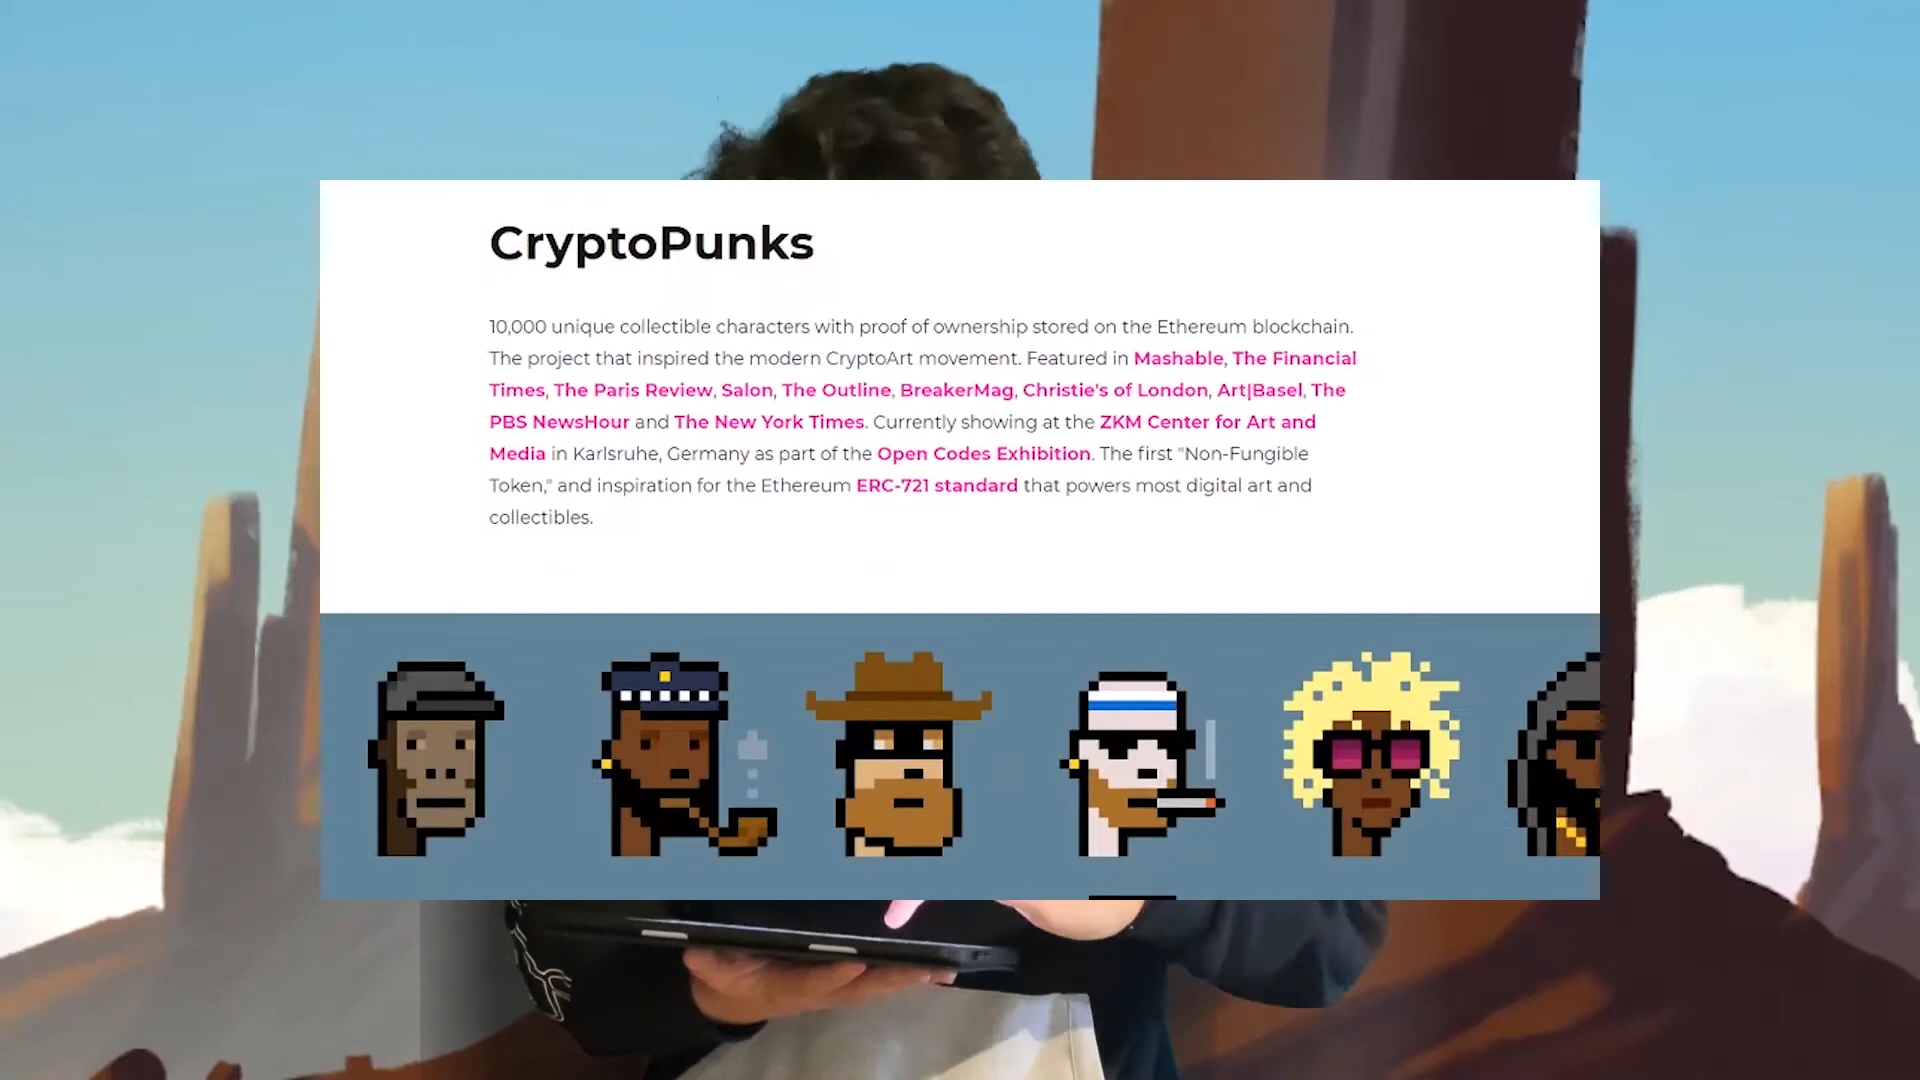 CryptoPunks
10,000 unique collectible characters with proof of ownership stored on the Ethereum blockchain.
The project that inspired the modern CryptoArt movement. Featured in Mashable, The Financial
Times, The Paris Review, Salon, The Outline, BreakerMag, Christie's of London, Art|Basel, The
PBS NewsHour and The New York Times. Currently showing at the ZKM Center for Art and
Media in Karlsruhe, Germany as part of the Open Codes Exhibition. The first "Non-Fungible
Token," and inspiration for the Ethereum ERC-721 standard that powers most digital art and
collectibles.